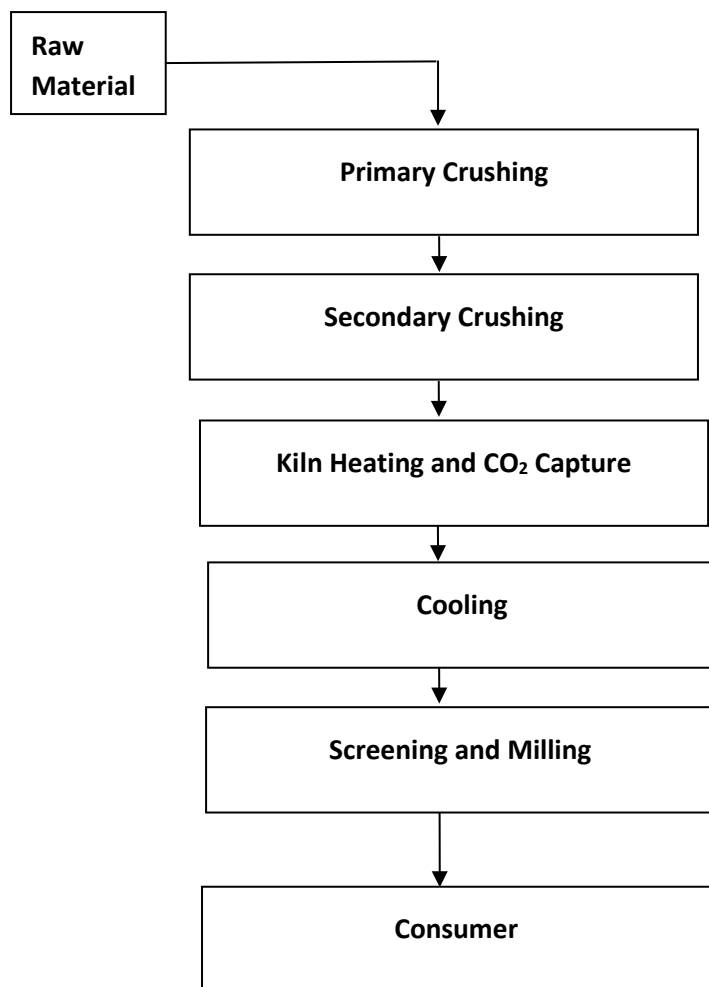 Raw
Material
Primary Crushing
Secondary Crushing
Kiln Heating and CO₂ Capture
Cooling
Screening and Milling
Consumer